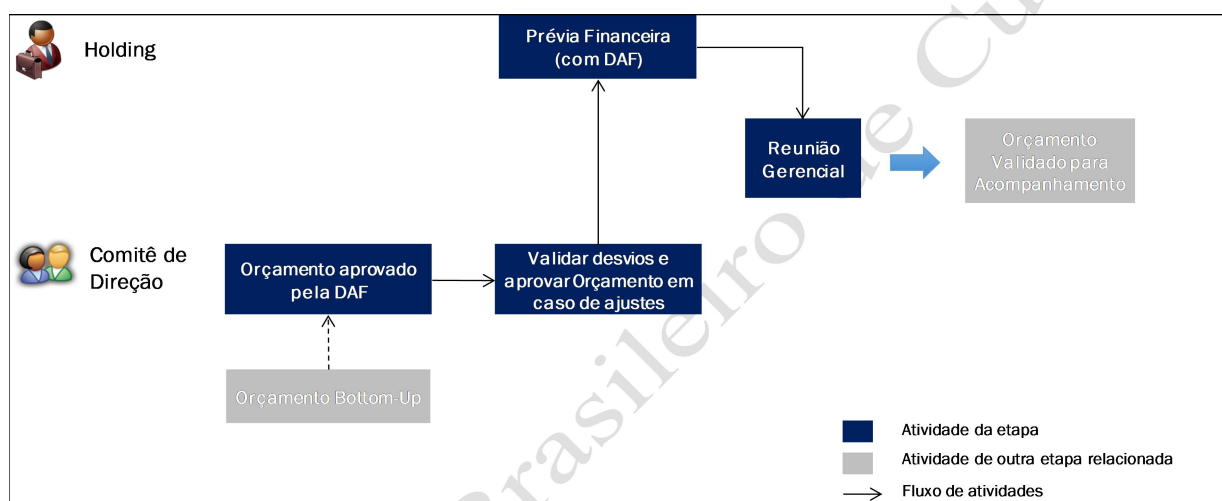 Holding
Prévia Financeira
(com DAF)
Reunião
Gerencial
Orçamento
Validado para
Acompanhamento
Comitê de
Direção
Orçamento aprovado
pela DAF
Validar desvios e
aprovar Orçamento em
caso de ajustes
Orçamento Bottom-Up
Atividade da etapa
Atividade de outra etapa relacionada
Fluxo de atividades
Brasileiro de